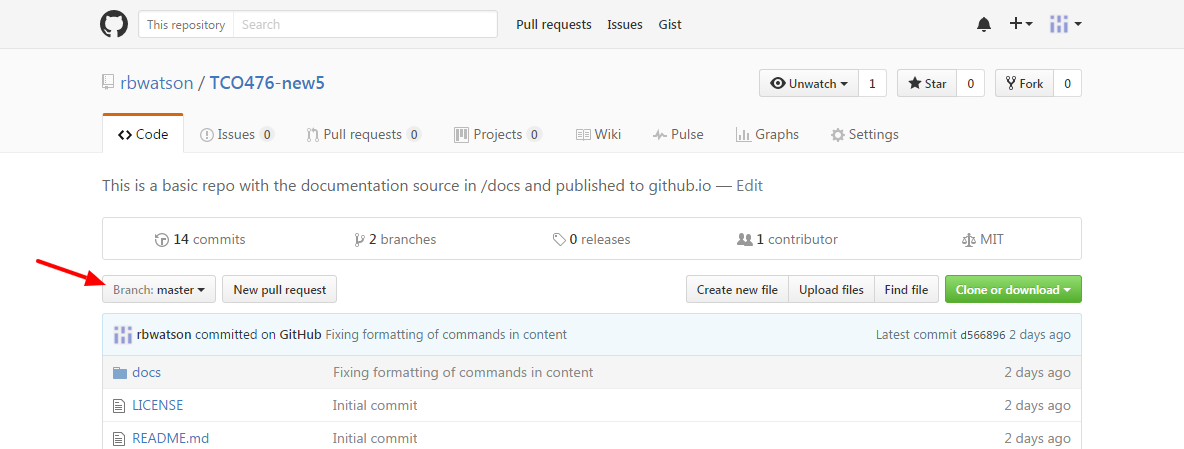 This repository Search Pull requests Issues Gist
rbwatson / TCO476-new5 Unwatch 1 Star 0 Fork 0
Code Issues 0 Pull requests 0 Projects 0 Wiki Pulse Graphs Settings
This is a basic repo with the documentation source in /docs and published to github.io — Edit
14 commits 2 branches 0 releases 1 contributor MIT
Branch: master New pull request Create new file Upload files Find file Clone or download
rbwatson committed on GitHub Fixing formatting of commands in content Latest commit d566896 2 days ago
docs Fixing formatting of commands in content 2 days ago
LICENSE Initial commit 2 days ago
README.md Initial commit 2 days ago